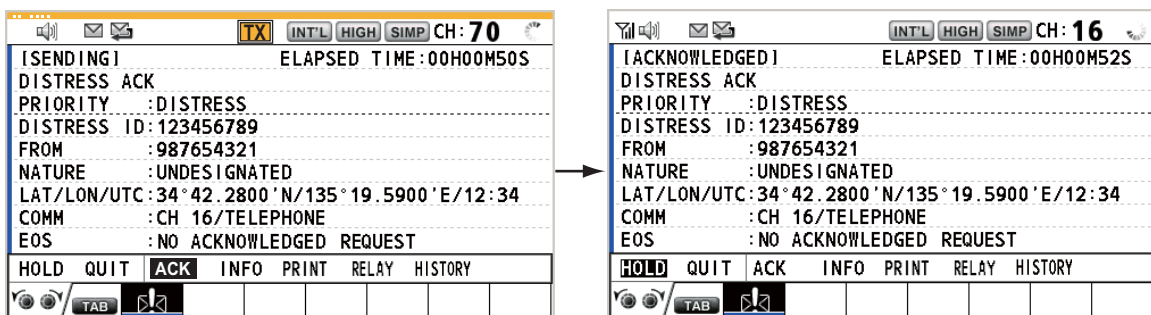 TX INT'L HIGH SIMP CH:70
[SENDING] ELAPSED TIME:00H00M50S
DISTRESS ACK
PRIORITY :DISTRESS
DISTRESS ID:123456789
FROM :987654321
NATURE :UNDESIGNATED
LAT/LON/UTC:34°42.2800'N/135°19.5900'E/12:34
COMM :CH 16/TELEPHONE
EOS :NO ACKNOWLEDGED REQUEST
HOLD QUIT ACK INFO PRINT RELAY HISTORY
TAB
INT'L HIGH SIMP CH:16
[ACKNOWLEDGED] ELAPSED TIME:00H00M52S
DISTRESS ACK
PRIORITY :DISTRESS
DISTRESS ID:123456789
FROM :987654321
NATURE :UNDESIGNATED
LAT/LON/UTC:34°42.2800'N/135°19.5900'E/12:34
COMM :CH 16/TELEPHONE
EOS :NO ACKNOWLEDGED REQUEST
HOLD QUIT ACK INFO PRINT RELAY HISTORY
TAB